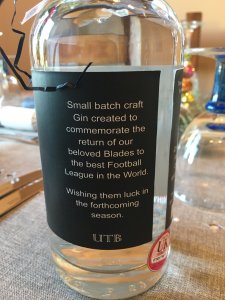 Small batch craft
Gin created to
commemorate the
return of our
beloved Blades to
the best Football
League in the World.
Wishing them luck in
the forthcoming
season.
UTB